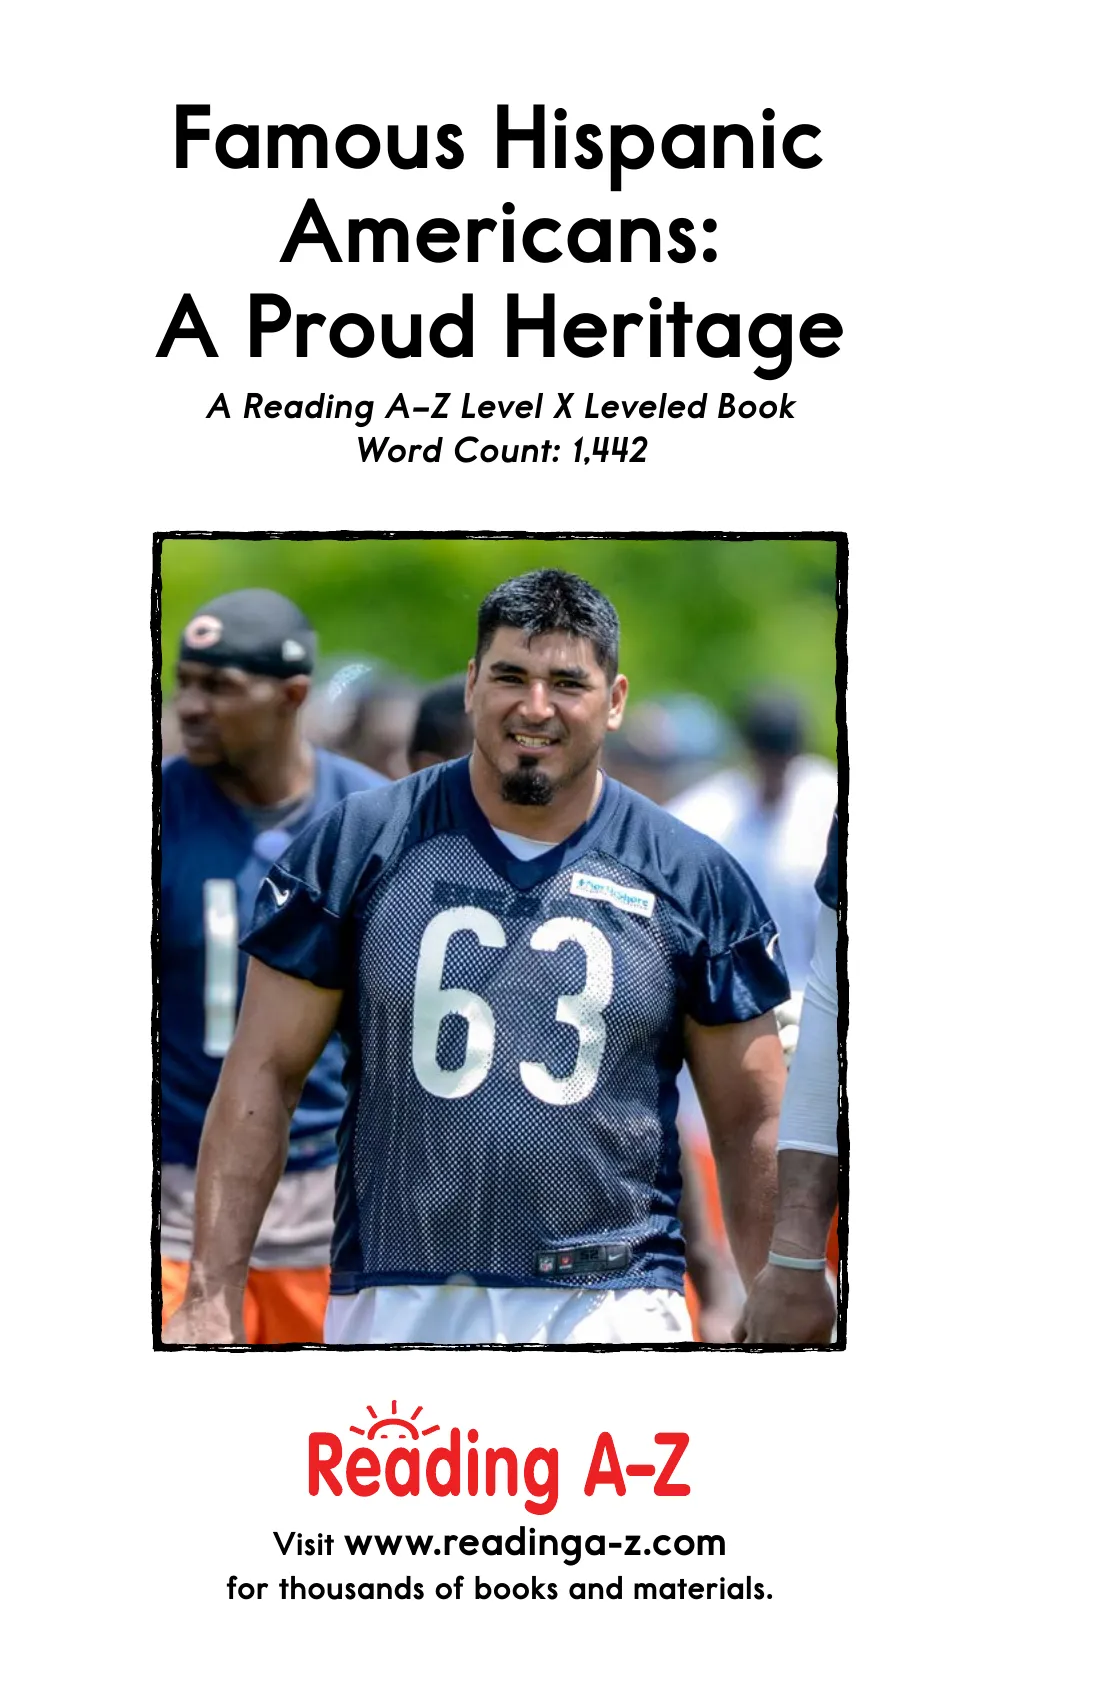 Famous Hispanic
Americans:
A Proud Heritage
A Reading A–Z Level X Leveled Book
Word Count: 1,442
1
63
Reading A–Z
Visit www.readinga-z.com
for thousands of books and materials.